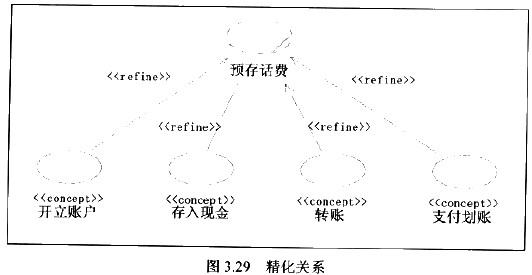 预存话费
<<refine>>
<<refine>>
<<refine>>
<<refine>>
<<concept>>
开立账户
<<concept>>
存入现金
<<concept>>
转账
<<concept>>
支付划账
图 3.29 精化关系